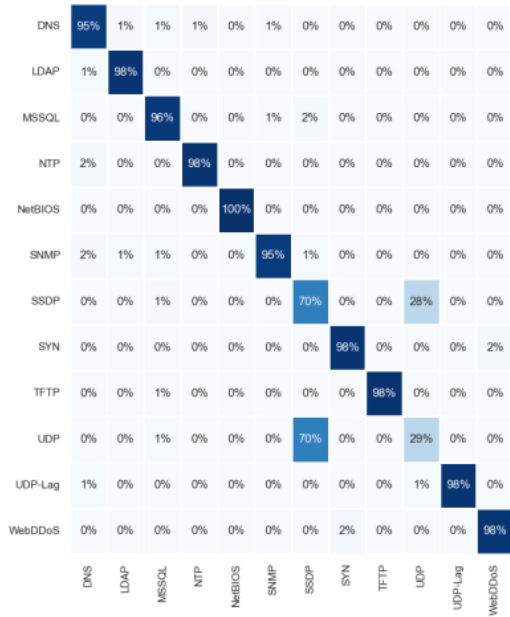 DNS 95% 1% 1% 1% 0% 1% 0% 0% 0% 0% 0% 0%
LDAP 1% 98% 0% 0% 0% 0% 0% 0% 0% 0% 0% 0%
MSSQL 0% 0% 96% 0% 0% 1% 2% 0% 0% 0% 0% 0%
NTP 2% 0% 0% 98% 0% 0% 0% 0% 0% 0% 0% 0%
NetBIOS 0% 0% 0% 0% 100% 0% 0% 0% 0% 0% 0% 0%
SNMP 2% 1% 1% 0% 0% 95% 1% 0% 0% 0% 0% 0%
SSDP 0% 0% 1% 0% 0% 0% 70% 0% 0% 28% 0% 0%
SYN 0% 0% 0% 0% 0% 0% 0% 98% 0% 0% 0% 2%
TFTP 0% 0% 1% 0% 0% 0% 0% 0% 98% 0% 0% 0%
UDP 0% 0% 1% 0% 0% 0% 70% 0% 0% 29% 0% 0%
UDP-Lag 1% 0% 0% 0% 0% 0% 0% 0% 0% 1% 98% 0%
WebDDoS 0% 0% 0% 0% 0% 0% 0% 2% 0% 0% 0% 98%
DNS LDAP MSSQL NTP NetBIOS SNMP SSDP SYN TFTP UDP UDP-Lag WebDDoS